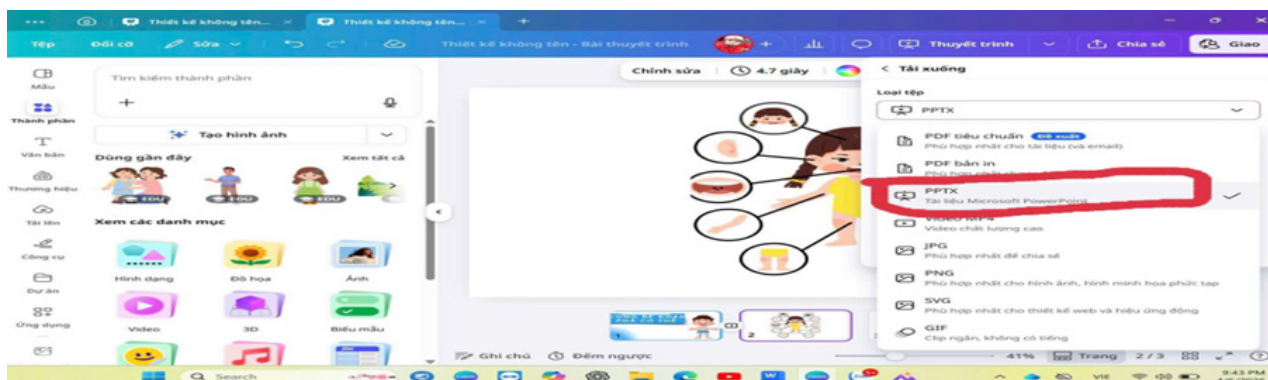 Thiết kế không tên...
Thiết kế không tên...
Tệp
Đổi cỡ
Sửa
Thiết kế không tên - Bài thuyết trình
Thuyết trình
Chia sẻ
Giao
Mẫu
Thành phần
Văn bản
Thương hiệu
Tải lên
Công cụ
Dự án
Ứng dụng
Tìm kiếm thành phần
Tạo hình ảnh
Dùng gần đây
Xem tất cả
EDU
EDU
EDU
Xem các danh mục
Hình dạng
Đồ họa
Ảnh
Video
3D
Biểu mẫu
Chỉnh sửa
4.7 giây
Tải xuống
Loại tệp
PPTX
PDF tiêu chuẩn Đề xuất
Phù hợp nhất cho tài liệu (và email)
PDF bản in
Phù hợp nhất
PPTX
Tài liệu Microsoft PowerPoint
Video MP4
Video chất lượng cao
JPG
Phù hợp nhất để chia sẻ
PNG
Phù hợp nhất cho hình ảnh, hình minh họa phức tạp
SVG
Phù hợp nhất cho thiết kế web và hiệu ứng động
GIF
Clip ngắn, không có tiếng
1
2
Ghi chú
Đếm ngược
41%
Trang 2 / 3
Search
VIE
9:43 PM